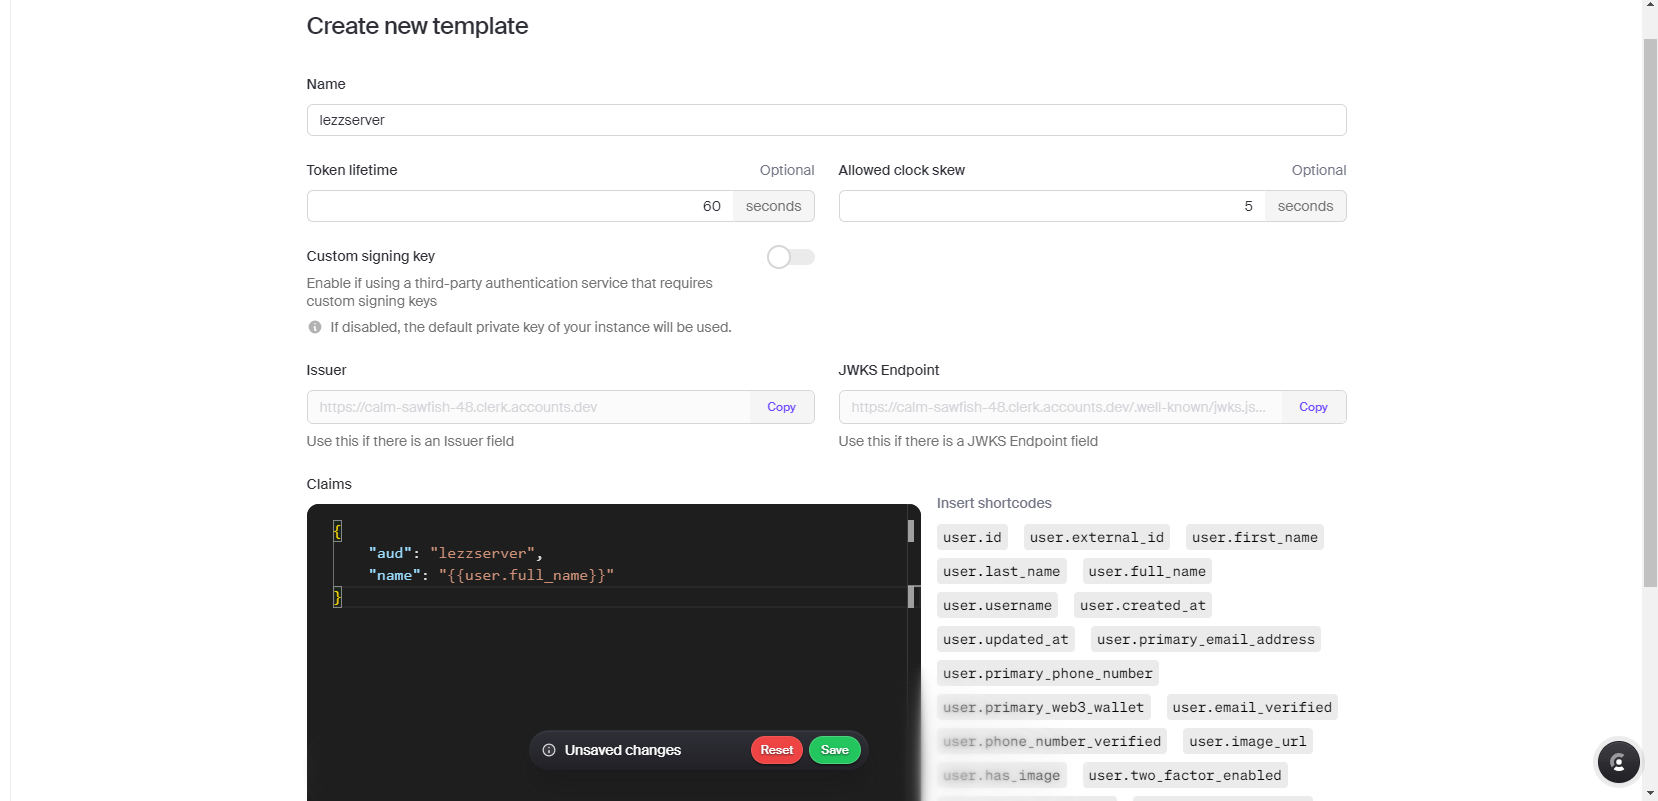 Create new template
Name
lezzserver
Token lifetime Optional
60 seconds
Allowed clock skew Optional
5 seconds
Custom signing key
Enable if using a third-party authentication service that requires
custom signing keys
If disabled, the default private key of your instance will be used.
Issuer
https://calm-sawfish-48.clerk.accounts.dev Copy
Use this if there is an Issuer field
JWKS Endpoint
https://calm-sawfish-48.clerk.accounts.dev/.well-known/jwks.js... Copy
Use this if there is a JWKS Endpoint field
Claims
{
"aud": "lezzserver",
"name": "{{user.full_name}}"
}
Insert shortcodes
user.id user.external_id user.first_name
user.last_name user.full_name
user.username user.created_at
user.updated_at user.primary_email_address
user.primary_phone_number
user.primary_web3_wallet user.email_verified
user.phone_number_verified user.image_url
user.has_image user.two_factor_enabled
Unsaved changes Reset Save